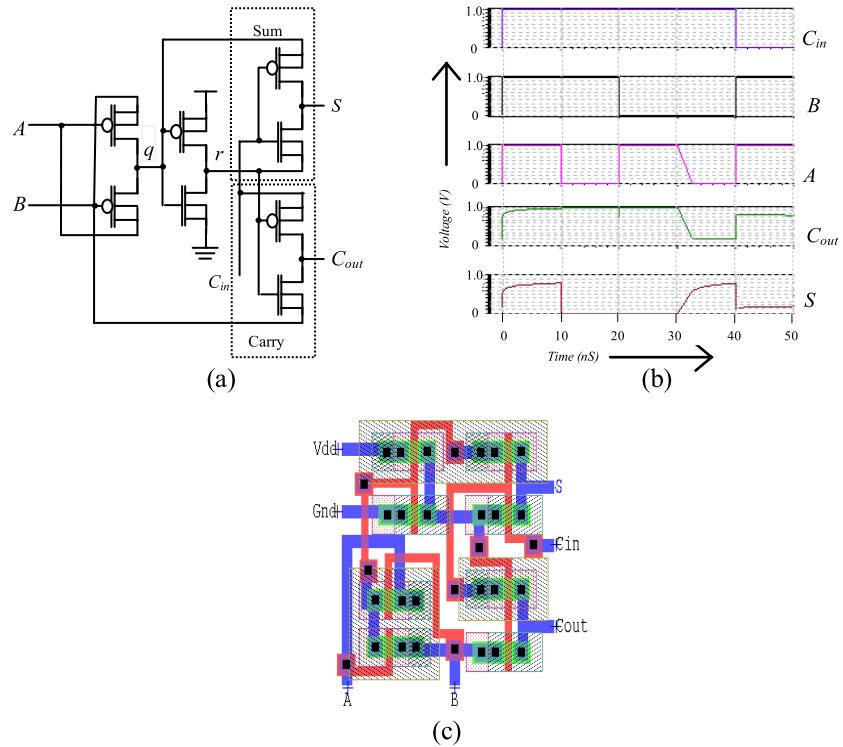 Sum
A
q
r
S
B
C_in
C_out
Carry
(a)
1.0
0
C_in
1.0
0
B
1.0
0
A
1.0
0
C_out
1.0
0
S
Voltage (V)
0 10 20 30 40 50
Time (nS)
(b)
Vdd
S
Gnd
Cin
Cout
A B
(c)